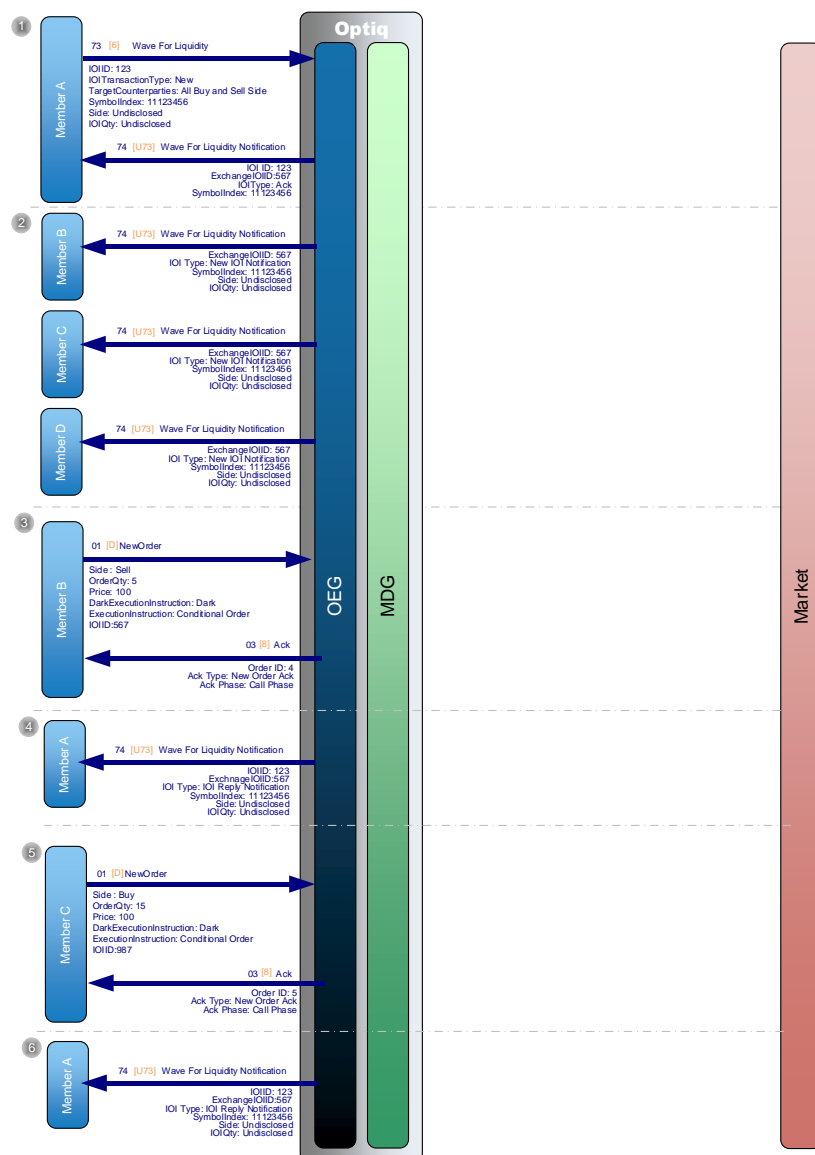 Optiq
1
Member A
73 [6] Wave For Liquidity
IOIID: 123
IOITransactionType: New
TargetCounterparties: All Buy and Sell Side
SymbolIndex: 11123456
Side: Undisclosed
IOIQty: Undisclosed
74 [U73] Wave For Liquidity Notification
IOI ID: 123
ExchangeIOIID:567
IOIType: Ack
SymbolIndex: 11123456
2
Member B
74 [U73] Wave For Liquidity Notification
ExchangeIOIID: 567
IOI Type: New IOI Notification
SymbolIndex: 11123456
Side: Undisclosed
IOIQty: Undisclosed
Member C
74 [U73] Wave For Liquidity Notification
ExchangeIOIID: 567
IOI Type: New IOI Notification
SymbolIndex: 11123456
Side: Undisclosed
IOIQty: Undisclosed
Member D
74 [U73] Wave For Liquidity Notification
ExchangeIOIID: 567
IOI Type: New IOI Notification
SymbolIndex: 11123456
Side: Undisclosed
IOIQty: Undisclosed
3
Member B
01 [D]NewOrder
Side : Sell
OrderQty: 5
Price: 100
DarkExecutionInstruction: Dark
ExecutionInstruction: Conditional Order
IOIID:567
03 [8] Ack
Order ID: 4
Ack Type: New Order Ack
Ack Phase: Call Phase
OEG
MDG
Market
4
Member A
74 [U73] Wave For Liquidity Notification
IOIID: 123
ExchnageIOIID:567
IOI Type: IOI Reply Notification
SymbolIndex: 11123456
Side: Undisclosed
IOIQty: Undisclosed
5
Member C
01 [D]NewOrder
Side : Buy
OrderQty: 15
Price: 100
DarkExecutionInstruction: Dark
ExecutionInstruction: Conditional Order
IOIID:987
03 [8] Ack
Order ID: 5
Ack Type: New Order Ack
Ack Phase: Call Phase
6
Member A
74 [U73] Wave For Liquidity Notification
IOIID: 123
ExchangeIOIID:567
IOI Type: IOI Reply Notification
SymbolIndex: 11123456
Side: Undisclosed
IOIQty: Undisclosed